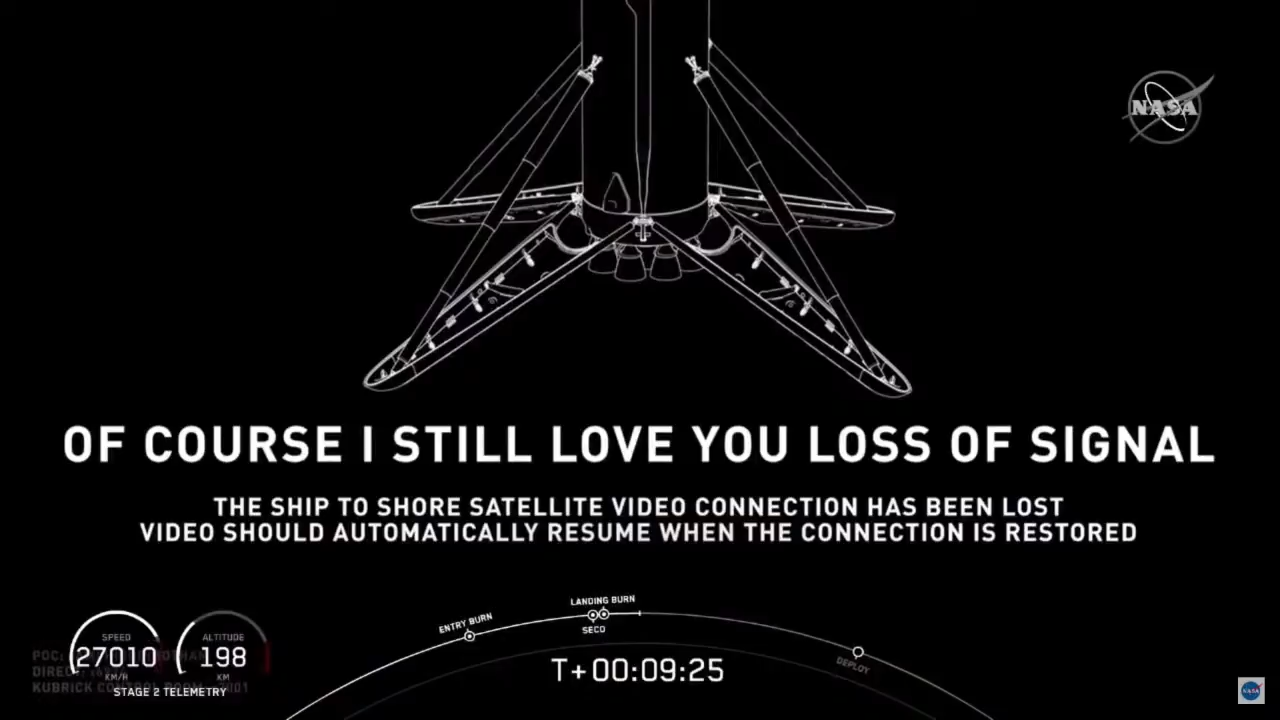 NASA
OF COURSE I STILL LOVE YOU LOSS OF SIGNAL
THE SHIP TO SHORE SATELLITE VIDEO CONNECTION HAS BEEN LOST
VIDEO SHOULD AUTOMATICALLY RESUME WHEN THE CONNECTION IS RESTORED
LANDING BURN
ENTRY BURN
SECO
DEPLOY
SPEED
27010
KM/H
ALTITUDE
198
KM
STAGE 2 TELEMETRY
T+00:09:25
POC:
KUBRICK CONTROL ROOM
NASA